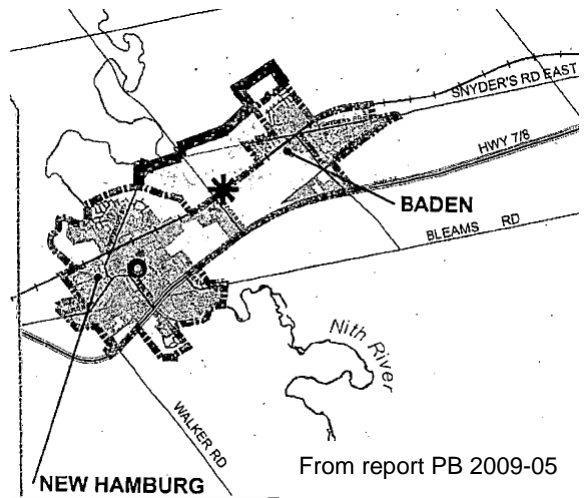 SNYDER'S RD EAST
HWY 7/8
BADEN
BLEAMS RD
Nith River
WALKER RD
From report PB 2009-05
NEW HAMBURG